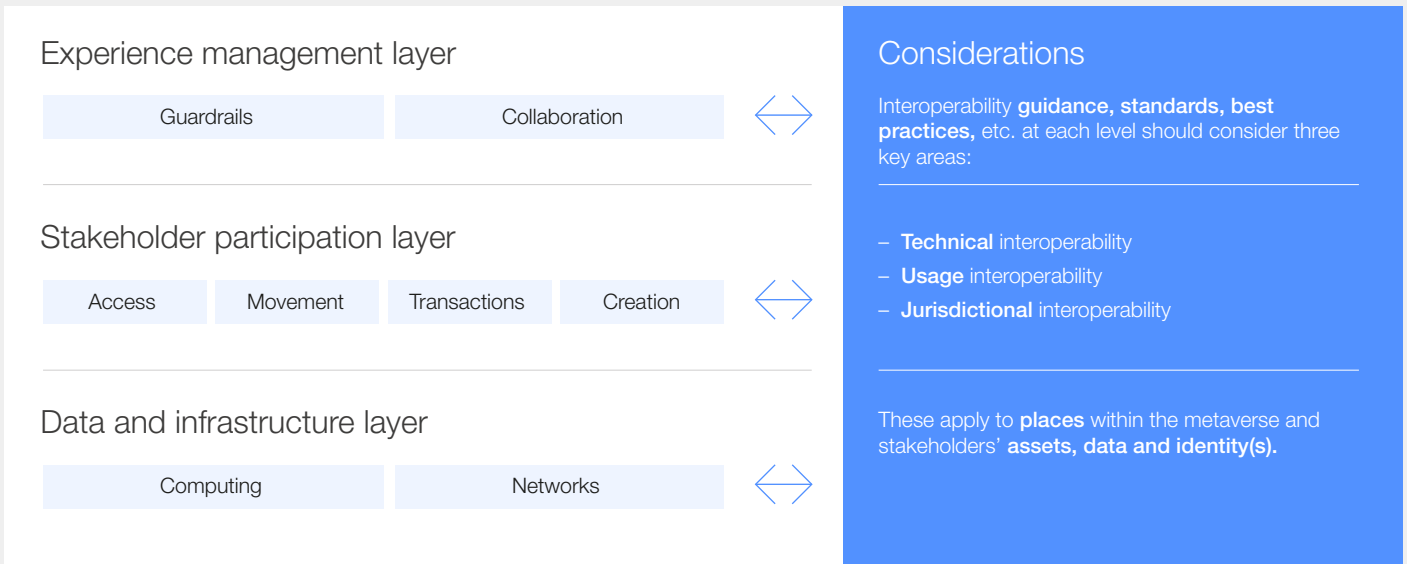 Experience management layer
Guardrails
Collaboration
Stakeholder participation layer
Access
Movement
Transactions
Creation
Data and infrastructure layer
Computing
Networks
Considerations
Interoperability guidance, standards, best
practices, etc. at each level should consider three
key areas:
– Technical interoperability
– Usage interoperability
– Jurisdictional interoperability
These apply to places within the metaverse and
stakeholders’ assets, data and identity(s).